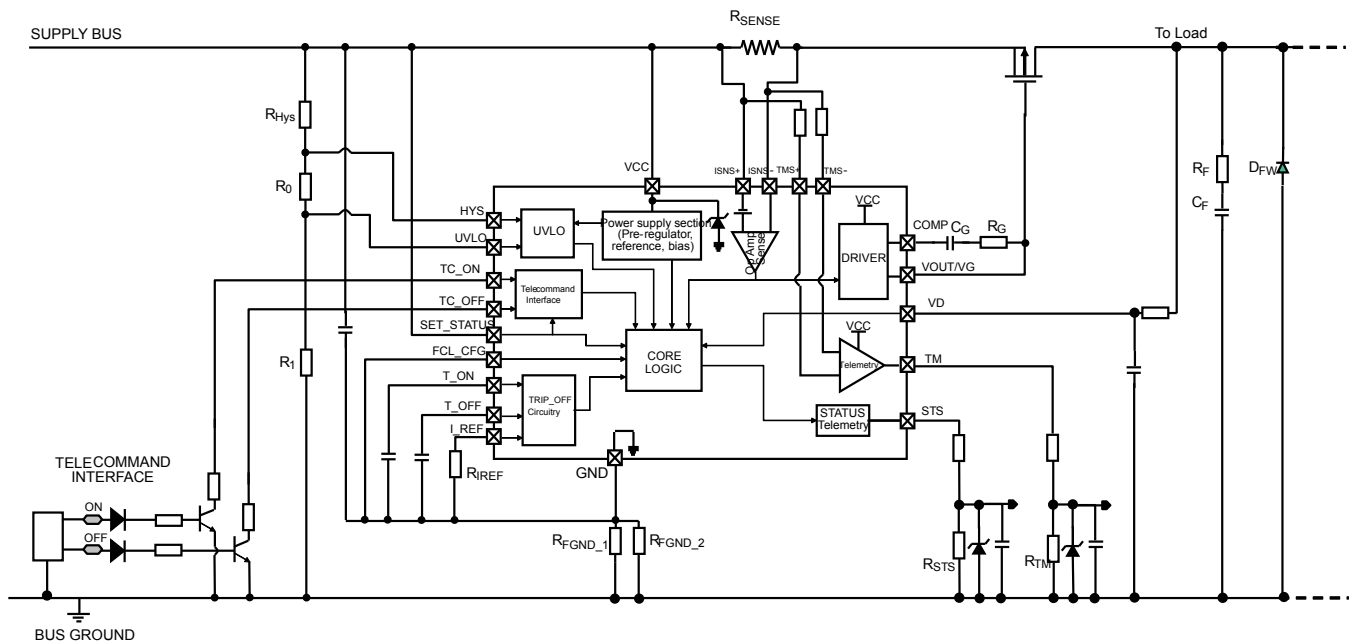 RSENSE
SUPPLY BUS
To Load
RHys
R0
R1
VCC
ISNS+
ISNS-
TMS+
TMS-
HYS
UVLO
TC_ON
TC_OFF
SET_STATUS
FCL_CFG
T_ON
T_OFF
I_REF
UVLO
Power supply section
(Pre-regulator,
reference, bias)
Op Amp
Sense
VCC
DRIVER
COMP
CG
RG
VOUT/VG
VD
RF
CF
DFW
Telecommand
Interface
CORE
LOGIC
VCC
Telemetry
TM
TRIP_OFF
Circuitry
STATUS
Telemetry
STS
RIREF
GND
TELECOMMAND
INTERFACE
ON
OFF
RFGND_1
RFGND_2
RSTS
RTM
BUS GROUND